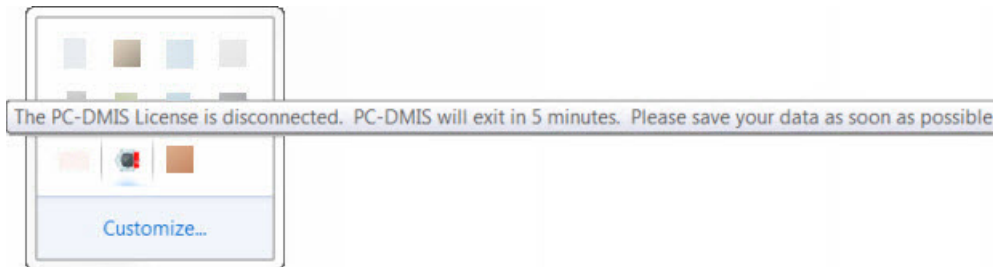 The PC-DMIS License is disconnected.  PC-DMIS will exit in 5 minutes.  Please save your data as soon as possible
Customize...